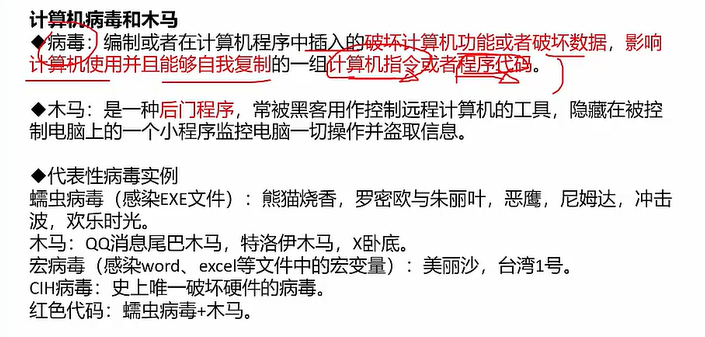 计算机病毒和木马
◆病毒：编制或者在计算机程序中插入的破坏计算机功能或者破坏数据，影响
计算机使用并且能够自我复制的一组计算机指令或者程序代码。
◆木马：是一种后门程序，常被黑客用作控制远程计算机的工具，隐藏在被控
制电脑上的一个小程序监控电脑一切操作并盗取信息。
◆代表性病毒实例
蠕虫病毒（感染EXE文件）：熊猫烧香，罗密欧与朱丽叶，恶鹰，尼姆达，冲击
波，欢乐时光。
木马：QQ消息尾巴木马，特洛伊木马，X卧底。
宏病毒（感染word、excel等文件中的宏变量）：美丽沙，台湾1号。
CIH病毒：史上唯一破坏硬件的病毒。
红色代码：蠕虫病毒+木马。